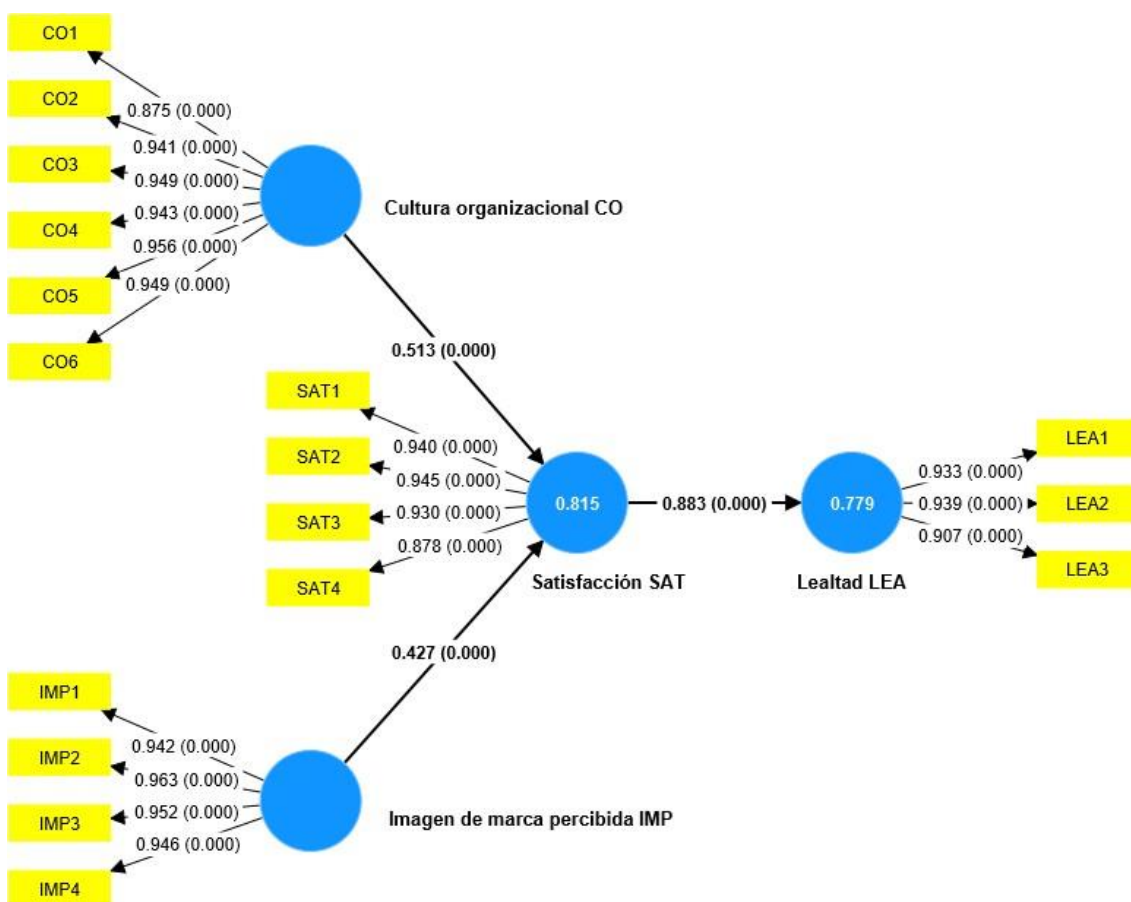 CO1
CO2
CO3
CO4
CO5
CO6
0.875 (0.000)
0.941 (0.000)
0.949 (0.000)
0.943 (0.000)
0.956 (0.000)
0.949 (0.000)
Cultura organizacional CO
0.513 (0.000)
SAT1
SAT2
SAT3
SAT4
0.940 (0.000)
0.945 (0.000)
0.930 (0.000)
0.878 (0.000)
0.815
Satisfacción SAT
0.883 (0.000)
0.779
Lealtad LEA
0.933 (0.000)
0.939 (0.000)
0.907 (0.000)
LEA1
LEA2
LEA3
0.427 (0.000)
IMP1
IMP2
IMP3
IMP4
0.942 (0.000)
0.963 (0.000)
0.952 (0.000)
0.946 (0.000)
Imagen de marca percibida IMP